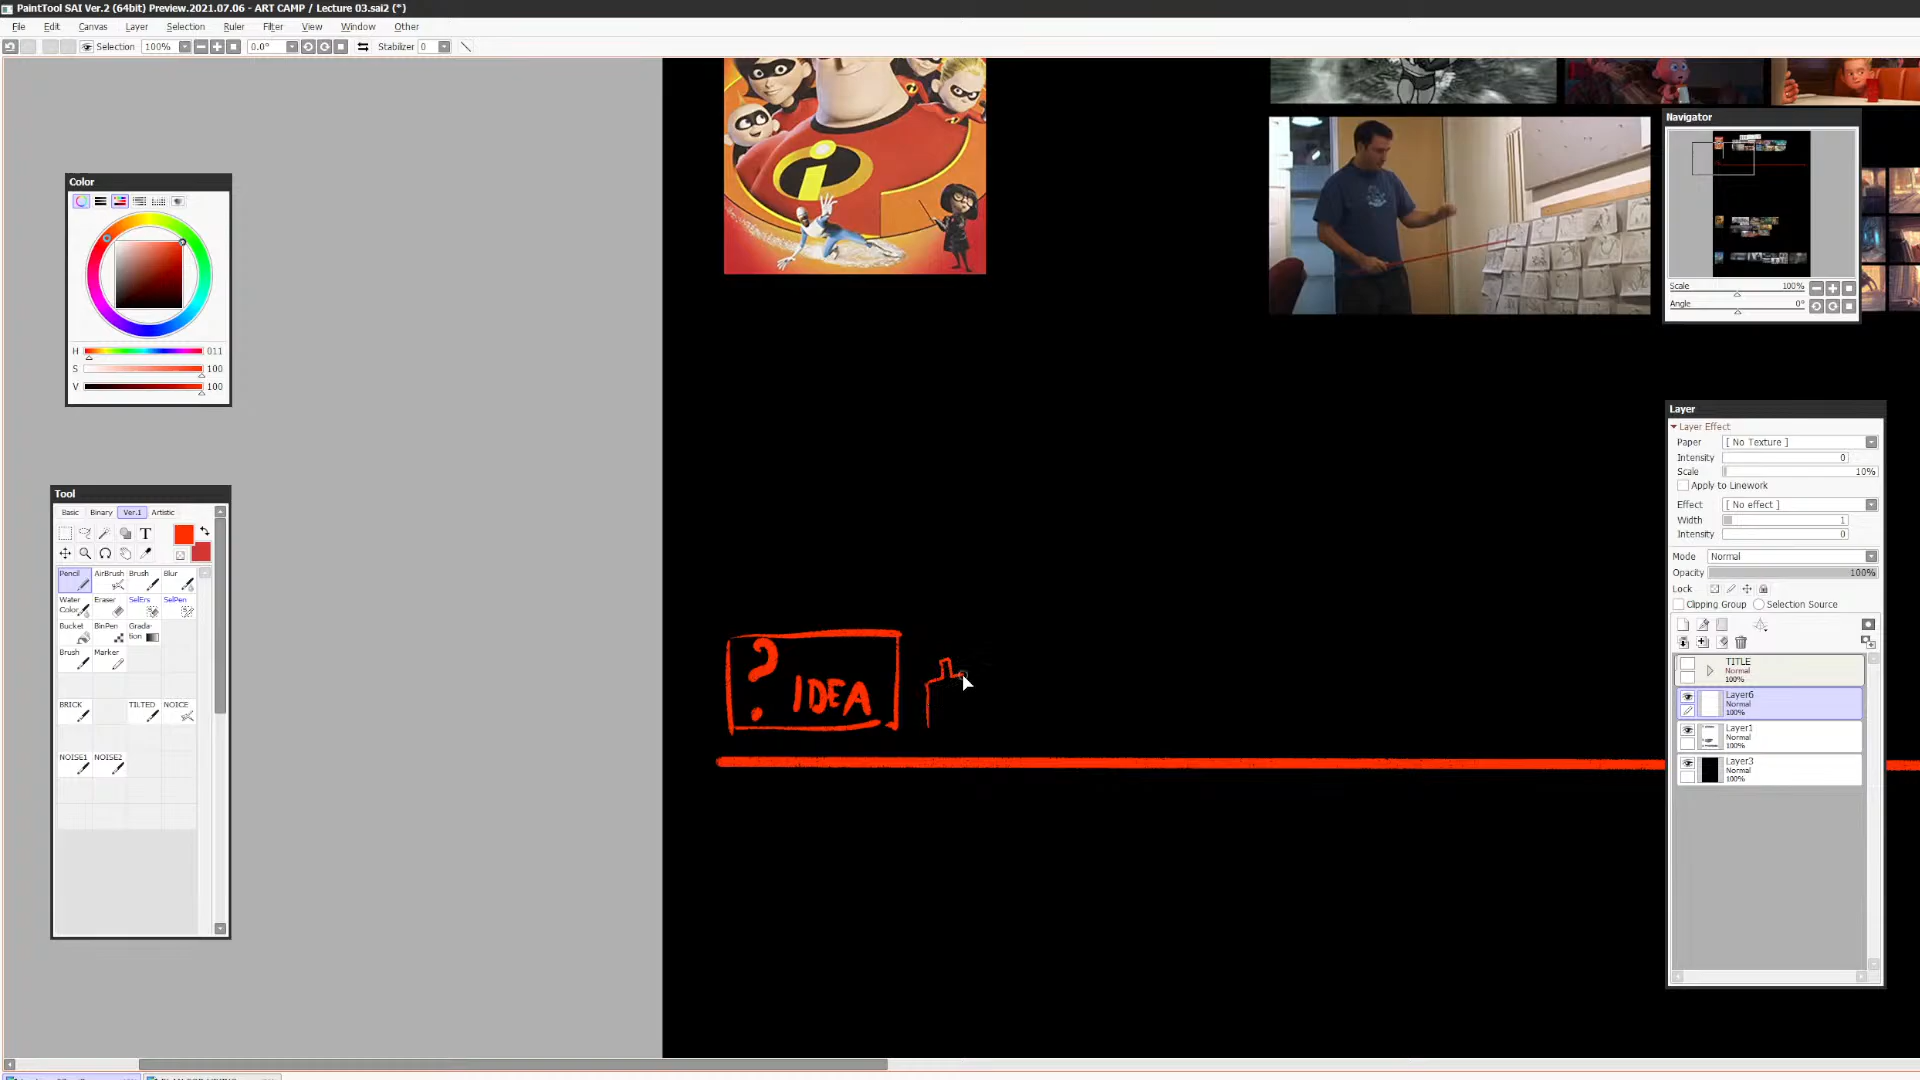 PaintTool SAI Ver.2 (64bit) Preview.2021.07.06 - ART CAMP / Lecture 03.sai2 (*)
File Edit Canvas Layer Selection Ruler Filter View Window Other
Selection 100% 0.0° Stabilizer 0
Navigator
Scale 100%
Angle 0°
Color
H 011
S 100
V 100
Layer
Layer Effect
Paper [ No Texture ]
Intensity 0
Scale 10%
Apply to Linework
Effect [ No effect ]
Width 1
Intensity 0
Mode Normal
Opacity 100%
Lock
Clipping Group Selection Source
TITLE
Normal
100%
Layer6
Normal
100%
Layer1
Normal
100%
Layer3
Normal
100%
Tool
Basic Binary Ver.1 Artistic
T
Pencil AirBrush Brush Blur
Water Color Eraser SelErs SelPen
Bucket BinPen Grada-
tion
Brush Marker
BRICK TILTED NOICE
NOISE1 NOISE2
i
? IDEA